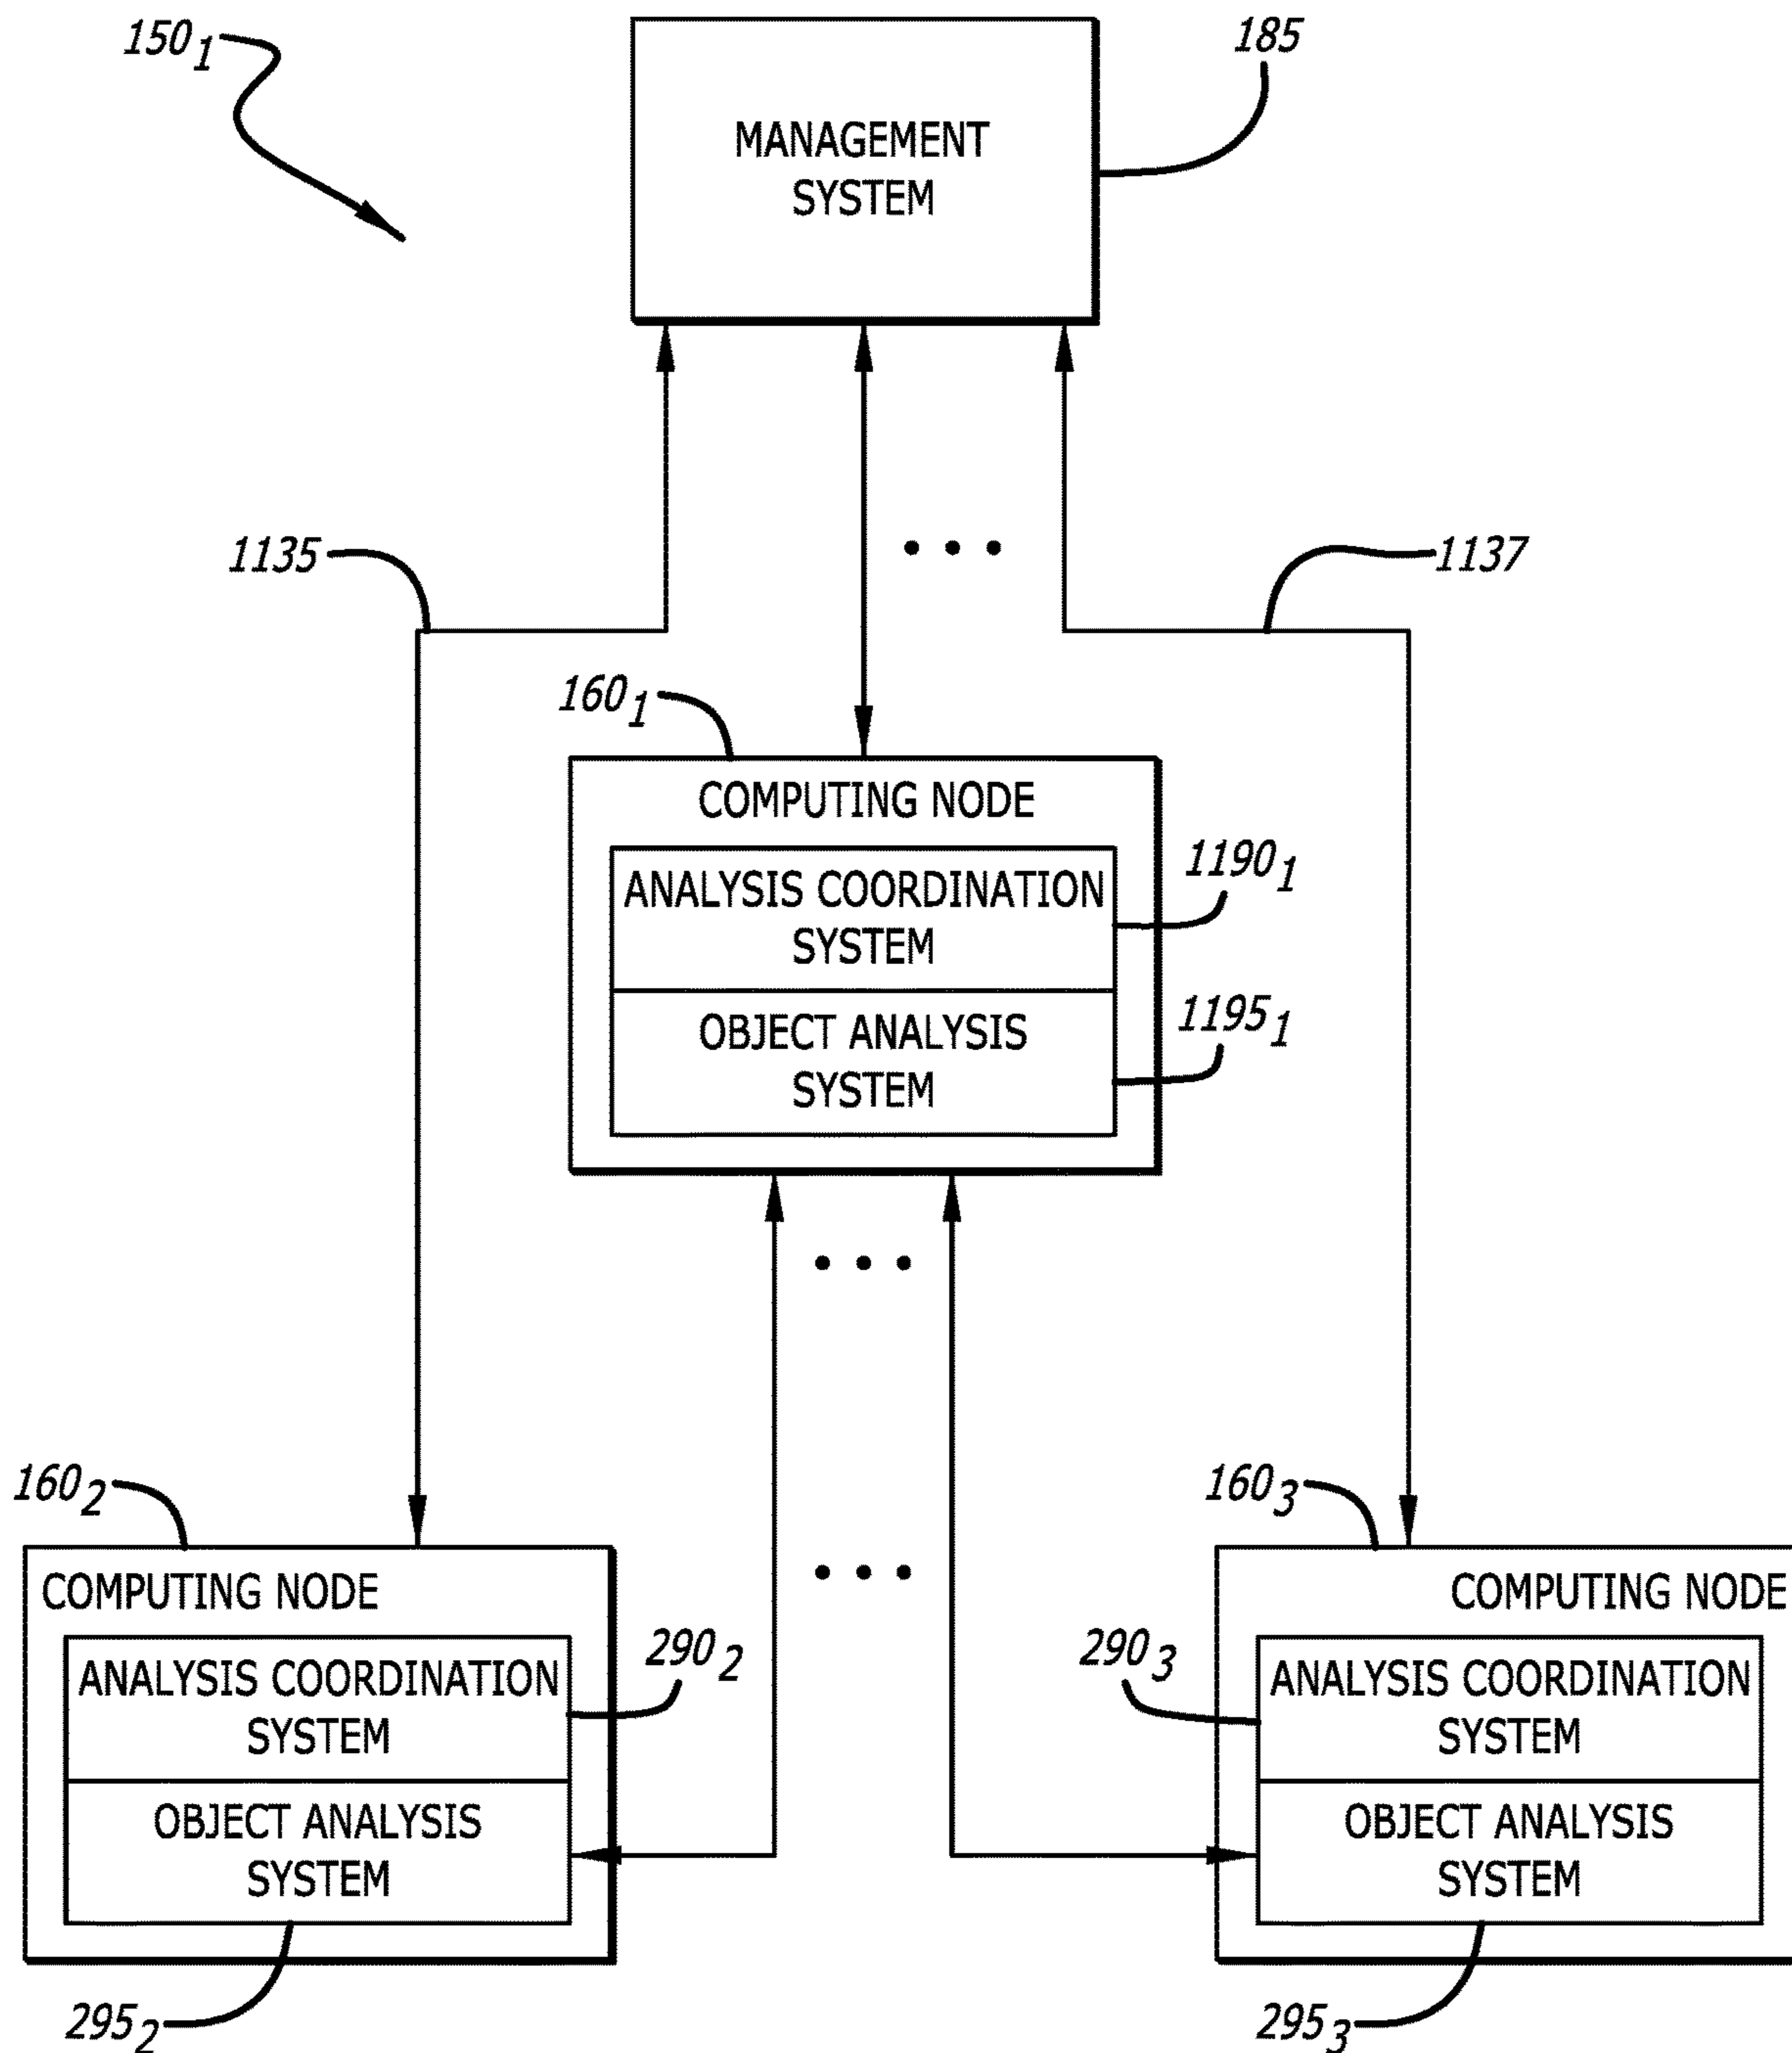 150₁
185
MANAGEMENT
SYSTEM
1135
1137
160₁
COMPUTING NODE
ANALYSIS COORDINATION
SYSTEM
1190₁
OBJECT ANALYSIS
SYSTEM
1195₁
160₂
COMPUTING NODE
ANALYSIS COORDINATION
SYSTEM
290₂
OBJECT ANALYSIS
SYSTEM
295₂
160₃
COMPUTING NODE
290₃
ANALYSIS COORDINATION
SYSTEM
OBJECT ANALYSIS
SYSTEM
295₃